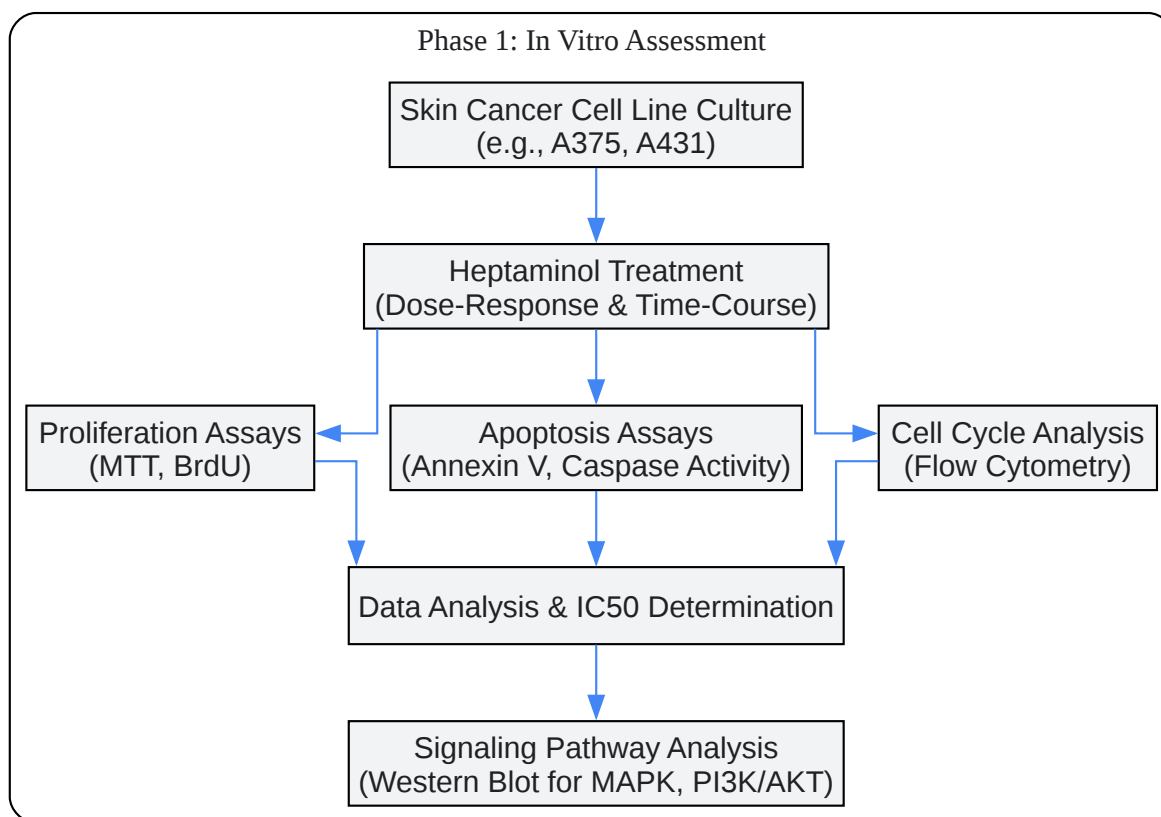 Phase 1: In Vitro Assessment
Skin Cancer Cell Line Culture
(e.g., A375, A431)
Heptaminol Treatment
(Dose-Response & Time-Course)
Proliferation Assays
(MTT, BrdU)
Apoptosis Assays
(Annexin V, Caspase Activity)
Cell Cycle Analysis
(Flow Cytometry)
Data Analysis & IC50 Determination
Signaling Pathway Analysis
(Western Blot for MAPK, PI3K/AKT)